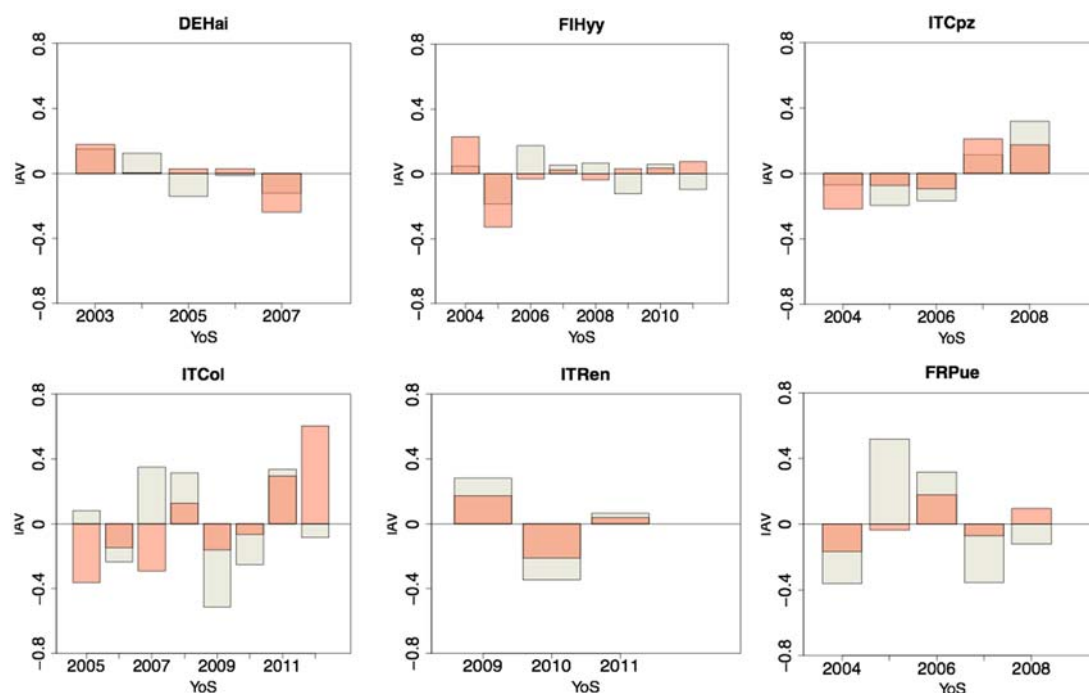 DEHai
0.8
0.4
0
−0.4
−0.8
IAV
2003 2005 2007
YoS
FIHyy
0.8
0.4
0
−0.4
−0.8
IAV
2004 2006 2008 2010
YoS
ITCpz
0.8
0.4
0
−0.4
−0.8
IAV
2004 2006 2008
YoS
ITCol
0.8
0.4
0
−0.4
−0.8
IAV
2005 2007 2009 2011
YoS
ITRen
0.8
0.4
0
−0.4
−0.8
IAV
2009 2010 2011
YoS
FRPue
0.8
0.4
0
−0.4
−0.8
IAV
2004 2006 2008
YoS